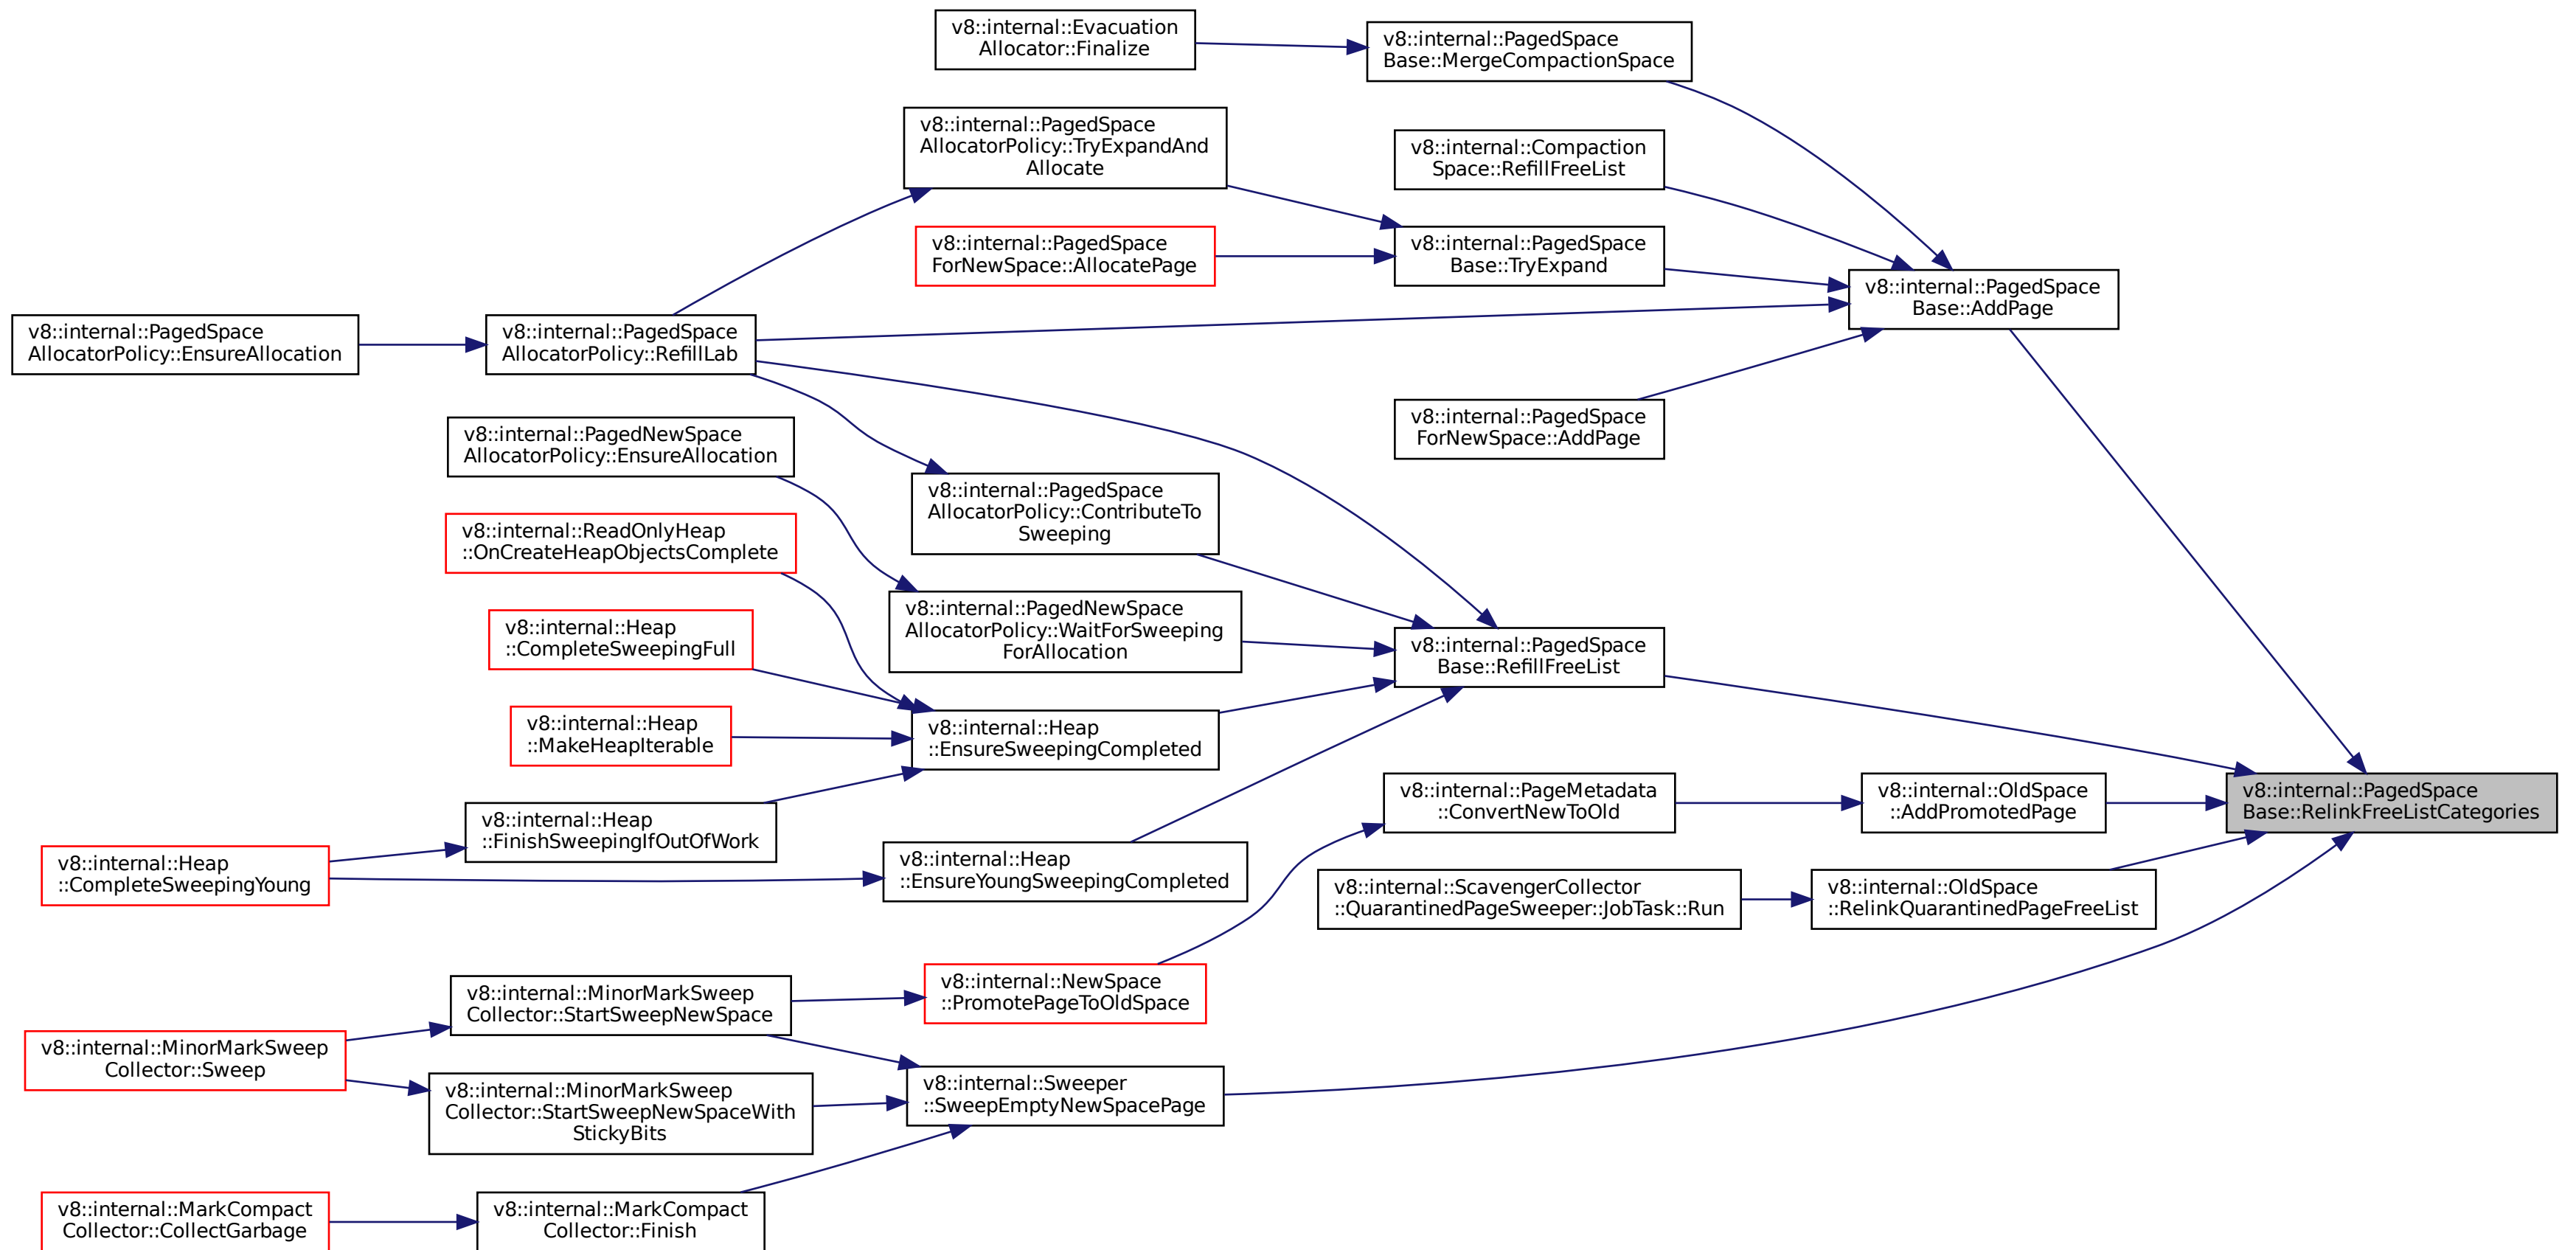 v8::internal::Evacuation
Allocator::Finalize
v8::internal::PagedSpace
Base::MergeCompactionSpace
v8::internal::PagedSpace
AllocatorPolicy::TryExpandAnd
Allocate
v8::internal::Compaction
Space::RefillFreeList
v8::internal::PagedSpace
ForNewSpace::AllocatePage
v8::internal::PagedSpace
Base::TryExpand
v8::internal::PagedSpace
Base::AddPage
v8::internal::PagedSpace
AllocatorPolicy::EnsureAllocation
v8::internal::PagedSpace
AllocatorPolicy::RefillLab
v8::internal::PagedSpace
ForNewSpace::AddPage
v8::internal::PagedNewSpace
AllocatorPolicy::EnsureAllocation
v8::internal::PagedSpace
AllocatorPolicy::ContributeTo
Sweeping
v8::internal::ReadOnlyHeap
::OnCreateHeapObjectsComplete
v8::internal::PagedNewSpace
AllocatorPolicy::WaitForSweeping
ForAllocation
v8::internal::Heap
::CompleteSweepingFull
v8::internal::PagedSpace
Base::RefillFreeList
v8::internal::Heap
::MakeHeapIterable
v8::internal::Heap
::EnsureSweepingCompleted
v8::internal::PageMetadata
::ConvertNewToOld
v8::internal::OldSpace
::AddPromotedPage
v8::internal::PagedSpace
Base::RelinkFreeListCategories
v8::internal::Heap
::FinishSweepingIfOutOfWork
v8::internal::Heap
::CompleteSweepingYoung
v8::internal::Heap
::EnsureYoungSweepingCompleted
v8::internal::ScavengerCollector
::QuarantinedPageSweeper::JobTask::Run
v8::internal::OldSpace
::RelinkQuarantinedPageFreeList
v8::internal::MinorMarkSweep
Collector::StartSweepNewSpace
v8::internal::NewSpace
::PromotePageToOldSpace
v8::internal::MinorMarkSweep
Collector::Sweep
v8::internal::MinorMarkSweep
Collector::StartSweepNewSpaceWith
StickyBits
v8::internal::Sweeper
::SweepEmptyNewSpacePage
v8::internal::MarkCompact
Collector::CollectGarbage
v8::internal::MarkCompact
Collector::Finish